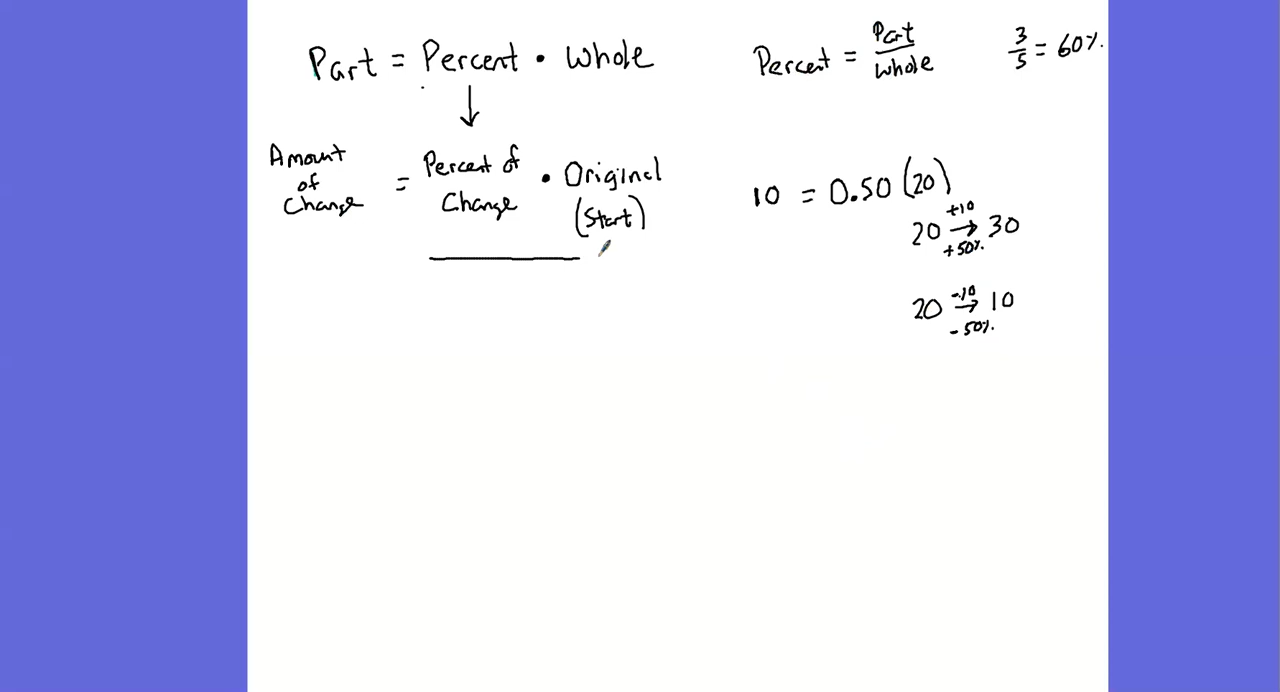 Part = Percent • Whole
Percent = Part / Whole
3/5 = 60%.
Amount of Change = Percent of Change • Original (Start)
10 = 0.50 (20)
+10
20 → 30
+50%.
-10
20 → 10
-50%.